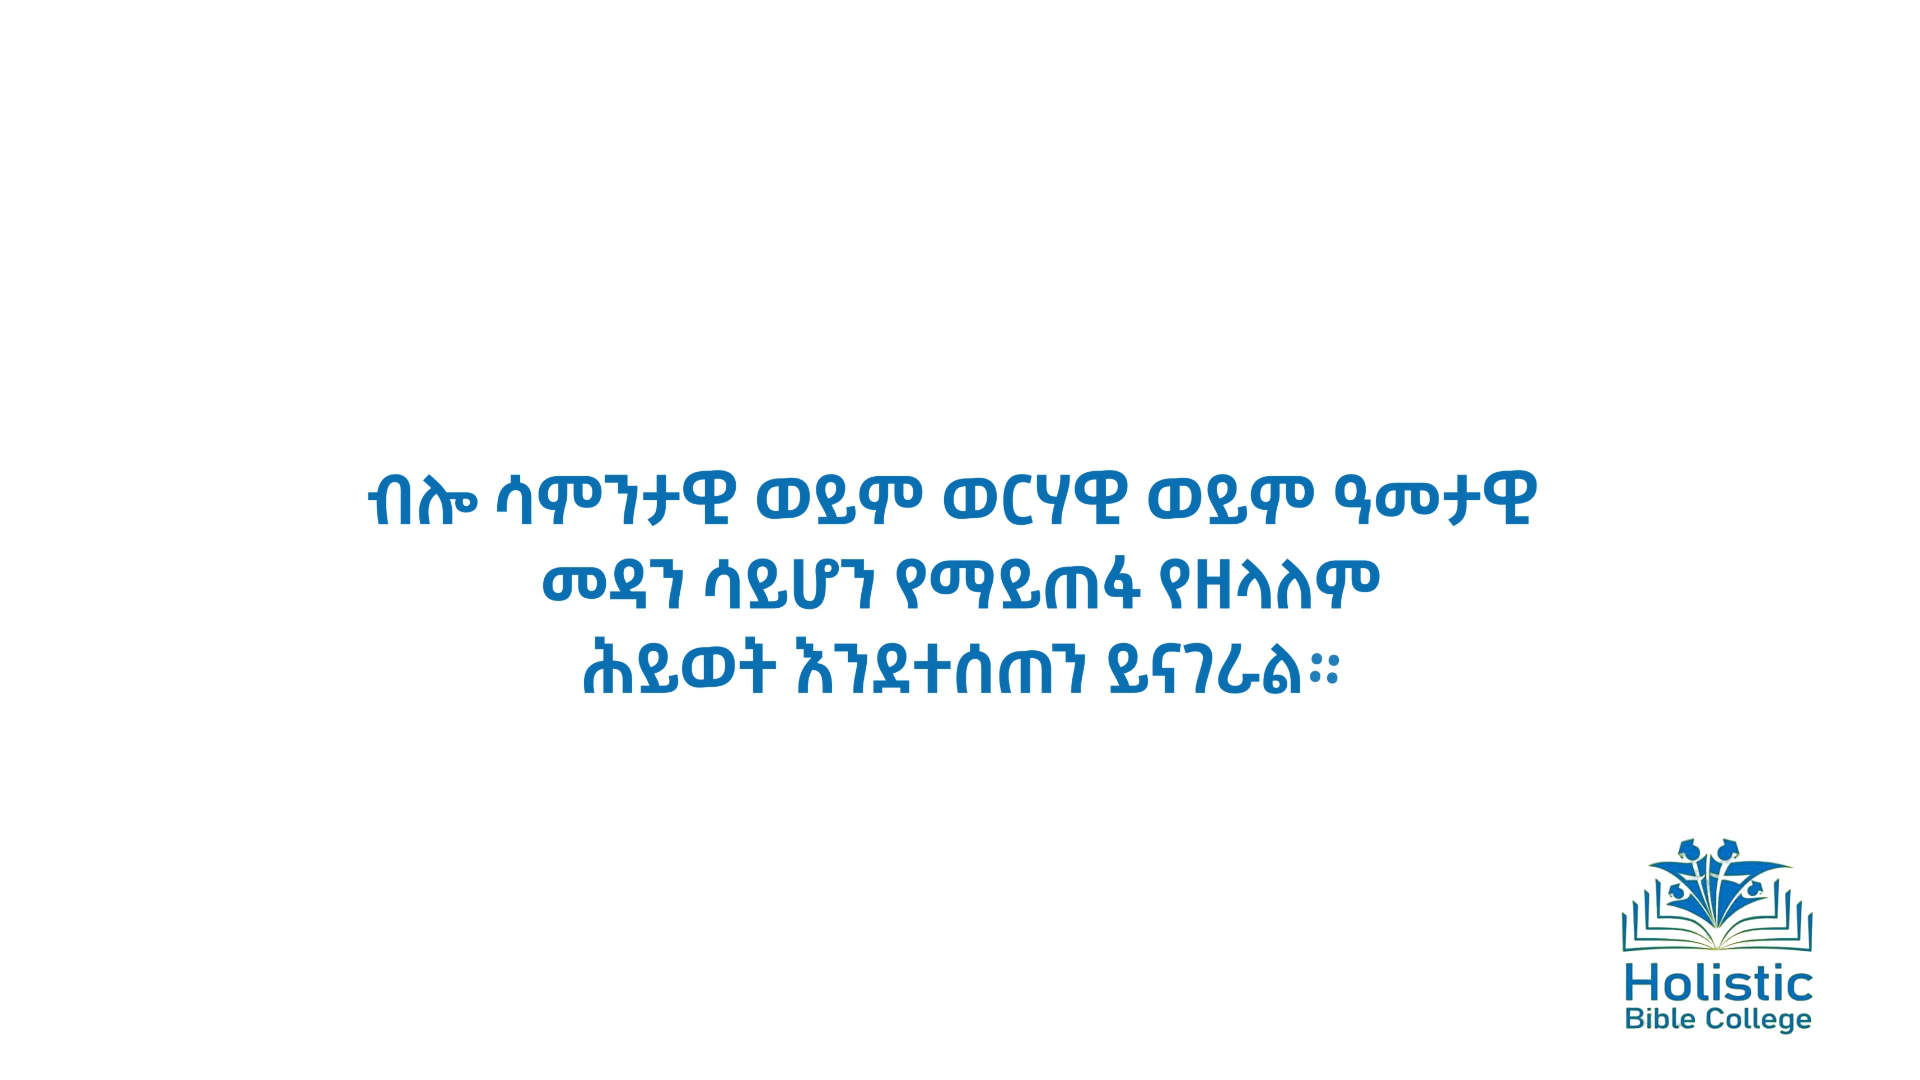 ብሎ ሳምንታዊ ወይም ወርሃዊ ወይም ዓመታዊ
መዳን ሳይሆን የማይጠፋ የዘላለም
ሕይወት እንደተሰጠን ይናገራል።
Holistic
Bible College